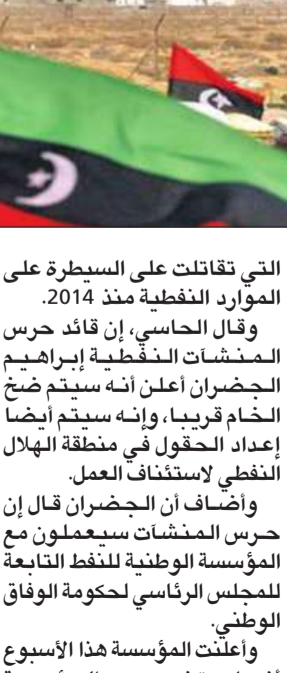 التي تقاتلت على السيطرة على
الموارد النفطية منذ 2014.
وقال الحاسي، إن قائد حرس
المنشآت النفطية إبراهيم
الجضران أعلن أنه سيتم ضخ
الخام قريبا، وإنه سيتم أيضا
إعداد الحقول في منطقة الهلال
النفطي لاستئناف العمل.
وأضاف أن الجضران قال إن
حرس المنشآت سيعملون مع
المؤسسة الوطنية للنفط التابعة
للمجلس الرئاسي لحكومة الوفاق
الوطني.
وأعلنت المؤسسة هذا الأسبوع